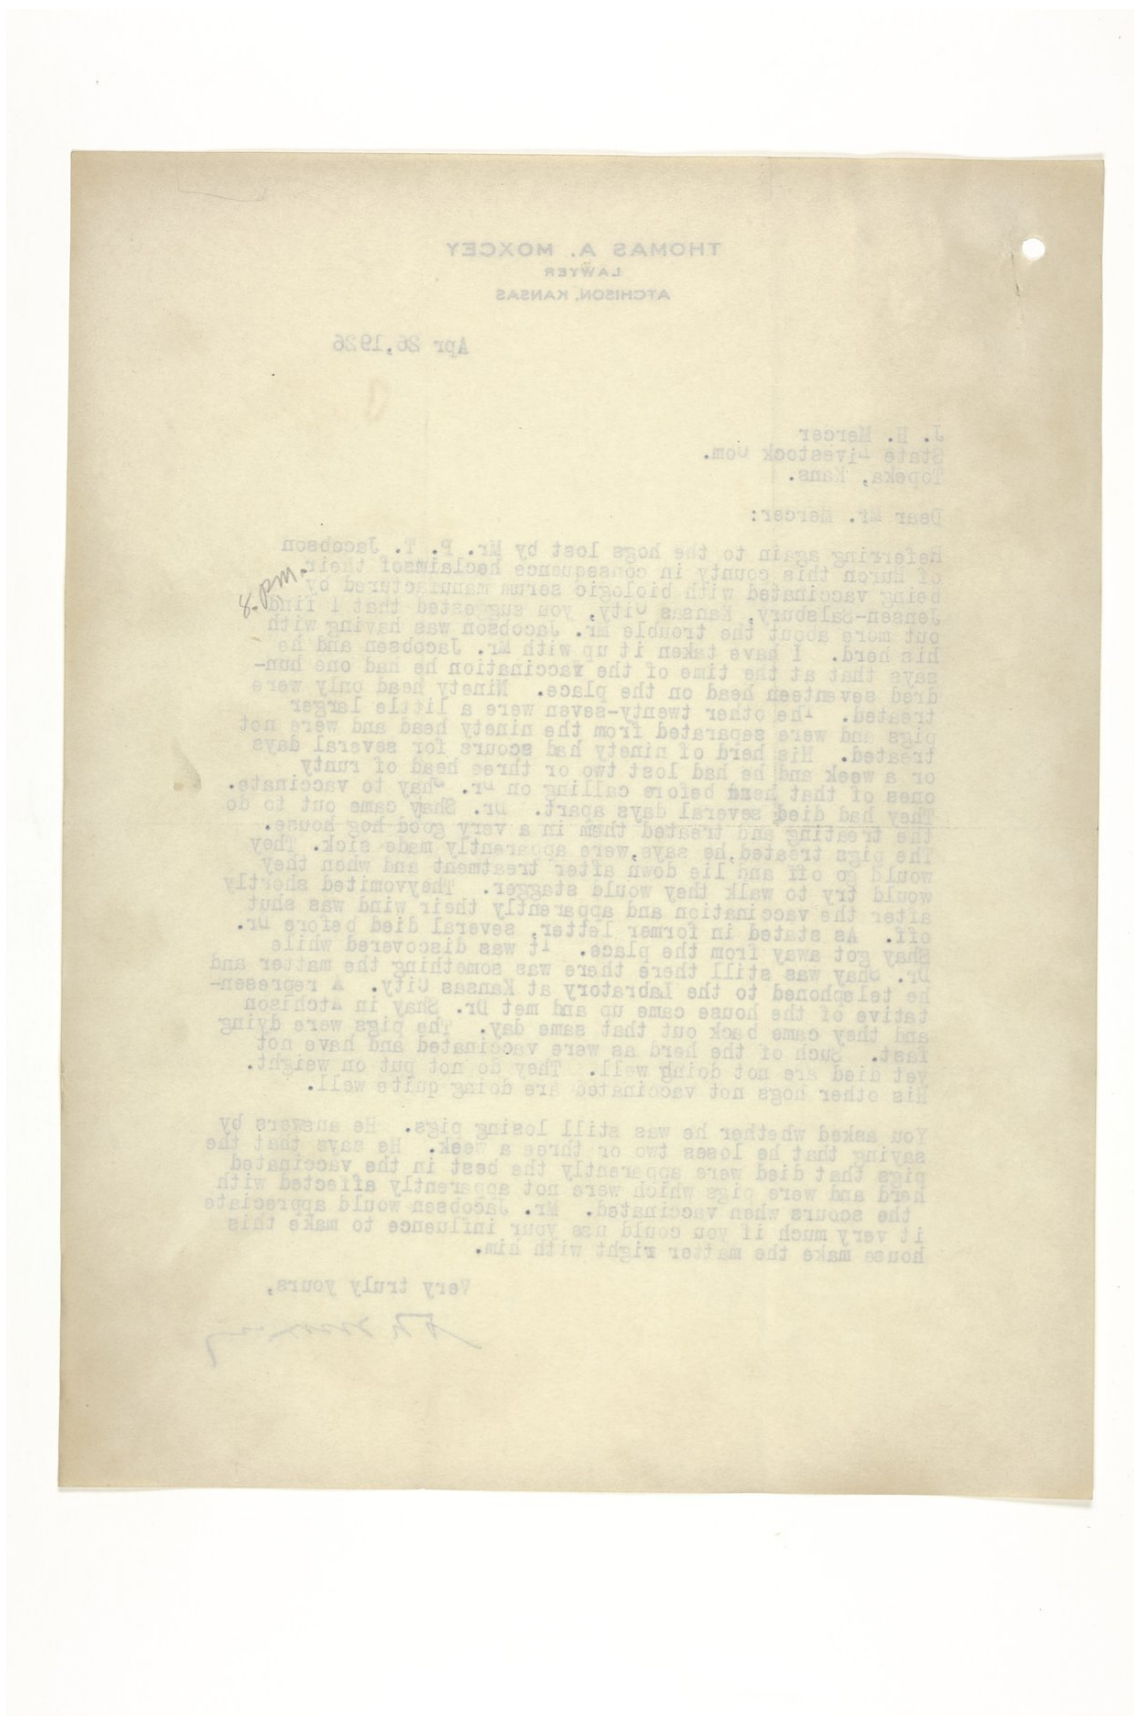 THOMAS A. MOXCEY
LAWYER
ATCHISON, KANSAS
Apr 26,1926
J. H. Mercer
State Livestock Com.
Topeka, Kans.
Dear Mr. Mercer:
Referring again to the hogs lost by Mr. P. T. Jacobson
of Huron this county in consequence heclaimsof their
being vaccinated with biologic serum manufactured by
Jensen-Salsbury, Kansas City, you suggested that I find
out more about the trouble Mr. Jacobson was having with
his herd. I have taken it up with Mr. Jacobsen and he
says that at the time of the vaccination he had one hun-
dred seventeen head on the place. Ninety head only were
treated. The other twenty-seven were a little larger
pigs and were separated from the ninety head and were not
treated. His herd of ninety had scours for several days
or a week and he had lost two or three head of runty
ones of that herd before calling on Dr. Shay to vaccinate.
They had died several days apart. Dr. Shay came out to do
the treating and treated them in a very good hog house.
The pigs treated,he says,were apparently made sick. They
would go off and lie down after treatment and when they
would try to walk they would stagger. Theyvomited shortly
after the vaccination and apparently their wind was shut
off. As stated in former letter, several died before Dr.
Shay got away from the place. It was discovered while
Dr. Shay was still there there was something the matter and
he telephoned to the labratory at Kansas City. A represen-
tative of the house came up and met Dr. Shay in Atchison
and they came back out that same day. The pigs were dying
fast. Such of the herd as were vaccinated and have not
yet died are not doing well. They do not put on weight.
His other hogs not vaccinated are doing quite well.
You asked whether he was still losing pigs. He answers by
saying that he loses two or three a week. He says that the
pigs that died were apparently the best in the vaccinated
herd and were pigs which were not apparently affected with
the scours when vaccinated. Mr. Jacobsen would appreciate
it very much if you could use your influence to make this
house make the matter right with him.
Very truly yours,
8.pm.